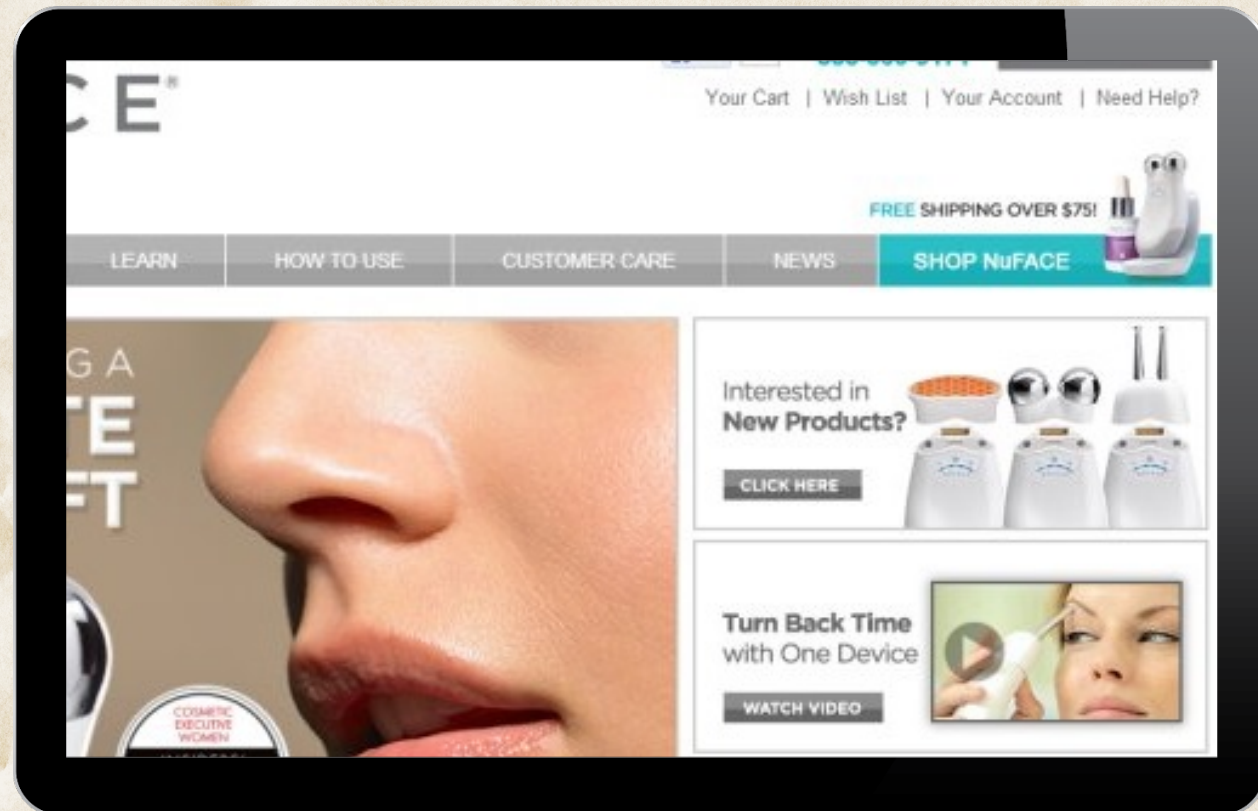 CE®
Your Cart | Wish List | Your Account | Need Help?
FREE SHIPPING OVER $75!
LEARN
HOW TO USE
CUSTOMER CARE
NEWS
SHOP NuFACE
G A
TE
FT
COSMETIC
EXECUTIVE
WOMEN
Interested in
New Products?
CLICK HERE
Turn Back Time
with One Device
WATCH VIDEO